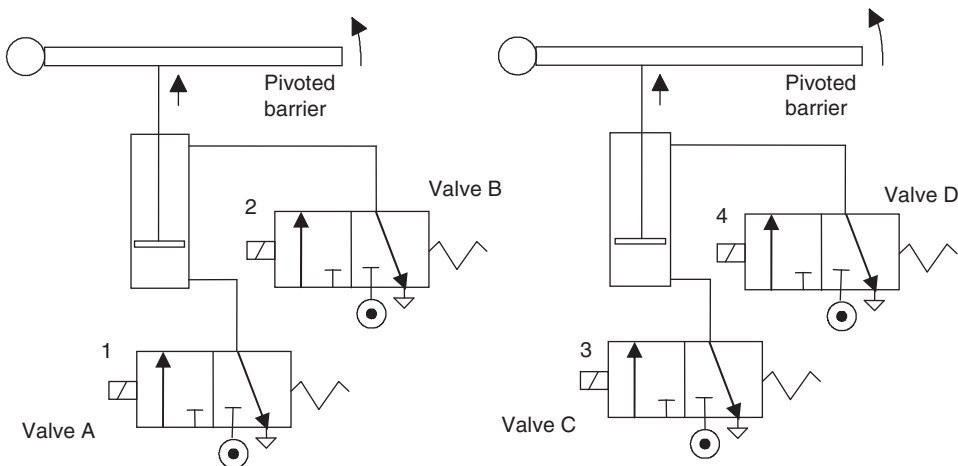 Pivoted
barrier
Valve B
2
1
Valve A
Pivoted
barrier
Valve D
4
3
Valve C